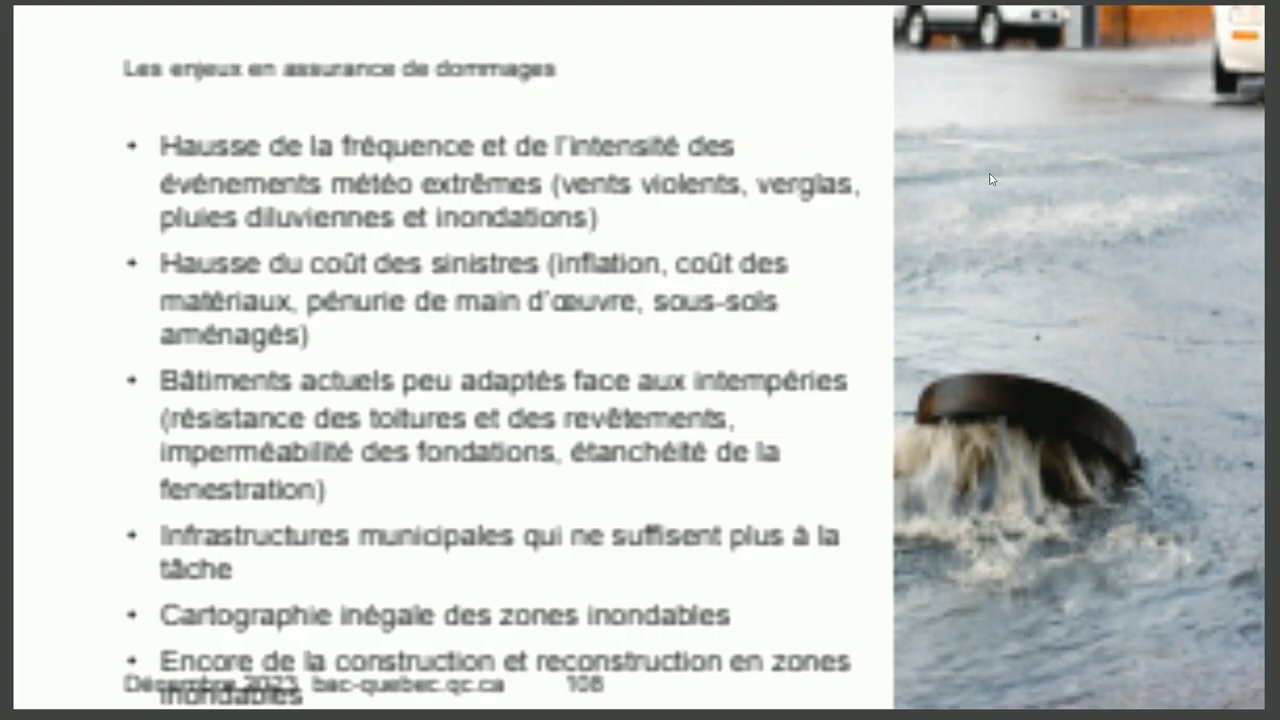 Les enjeux en assurance de dommages
• Hausse de la fréquence et de l'intensité des
événements météo extrêmes (vents violents, verglas,
pluies diluviennes et inondations)
• Hausse du coût des sinistres (inflation, coût des
matériaux, pénurie de main d'œuvre, sous-sols
aménagés)
• Bâtiments actuels peu adaptés face aux intempéries
(résistance des toitures et des revêtements,
imperméabilité des fondations, étanchéité de la
fenestration)
• Infrastructures municipales qui ne suffisent plus à la
tâche
• Cartographie inégale des zones inondables
• Encore de la construction et reconstruction en zones
inondables
Décembre 2023 bac-quebec.qc.ca 108